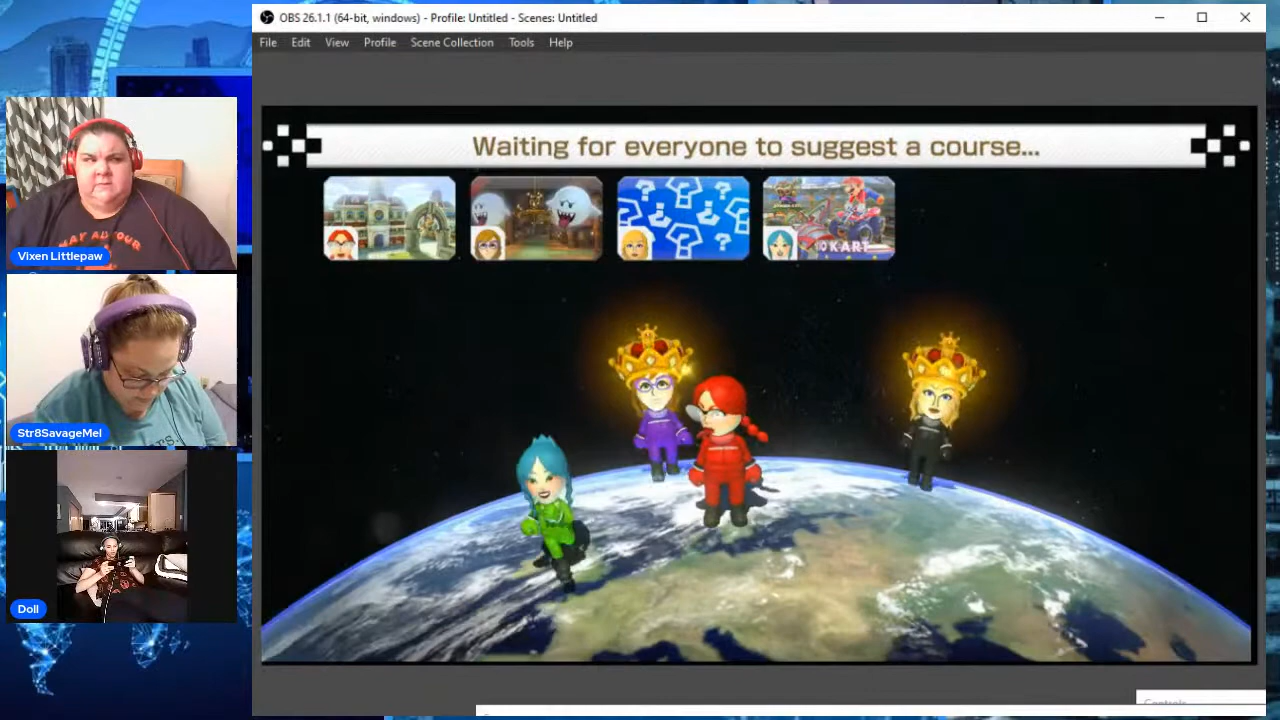 OBS 26.1.1 (64-bit, windows) - Profile: Untitled - Scenes: Untitled
File Edit View Profile Scene Collection Tools Help
Waiting for everyone to suggest a course...
? ? ? ?
KART
Vixen Littlepaw
Str8SavageMel
Doll
Controls